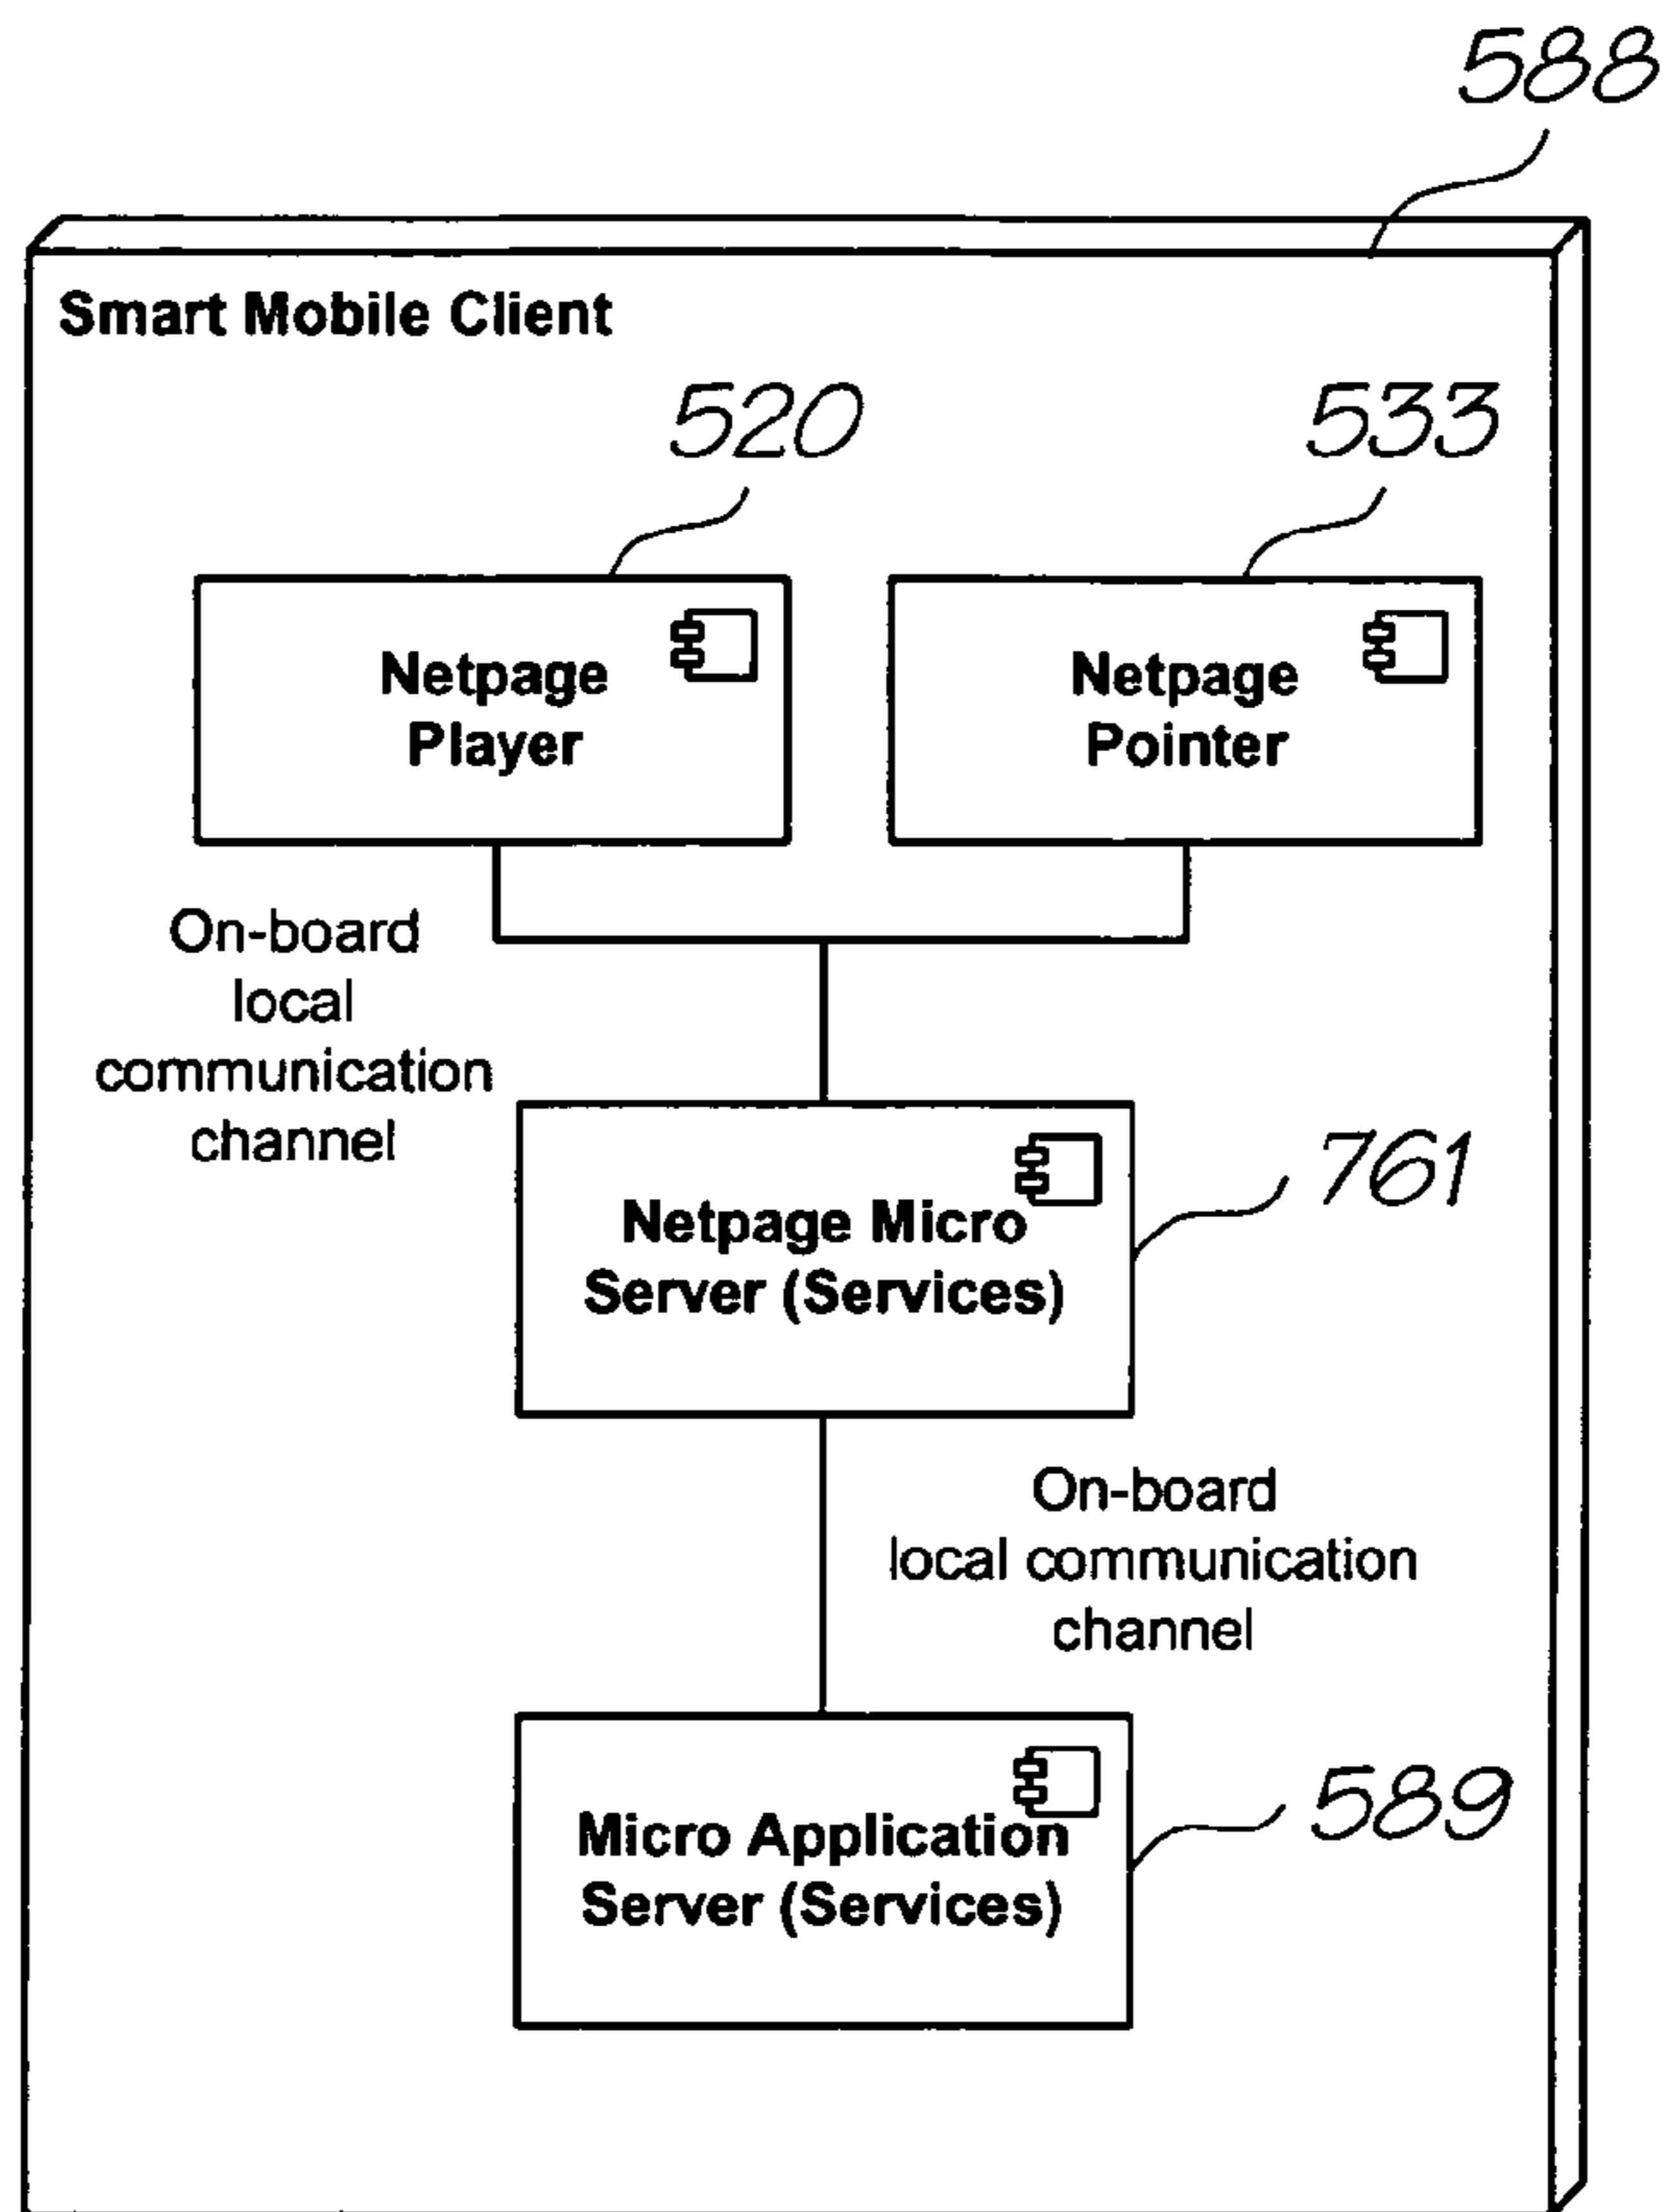 588
Smart Mobile Client
520
533
Netpage
Player
Netpage
Pointer
On-board
local
communication
channel
761
Netpage Micro
Server (Services)
On-board
local communication
channel
589
Micro Application
Server (Services)